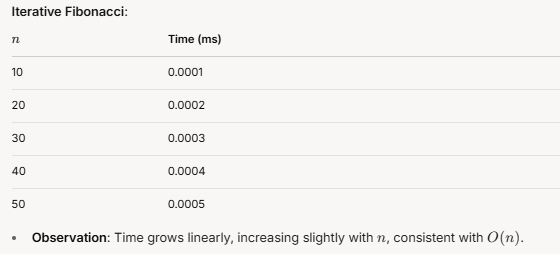 Iterative Fibonacci:
n Time (ms)
10 0.0001
20 0.0002
30 0.0003
40 0.0004
50 0.0005
• Observation: Time grows linearly, increasing slightly with n, consistent with O(n).